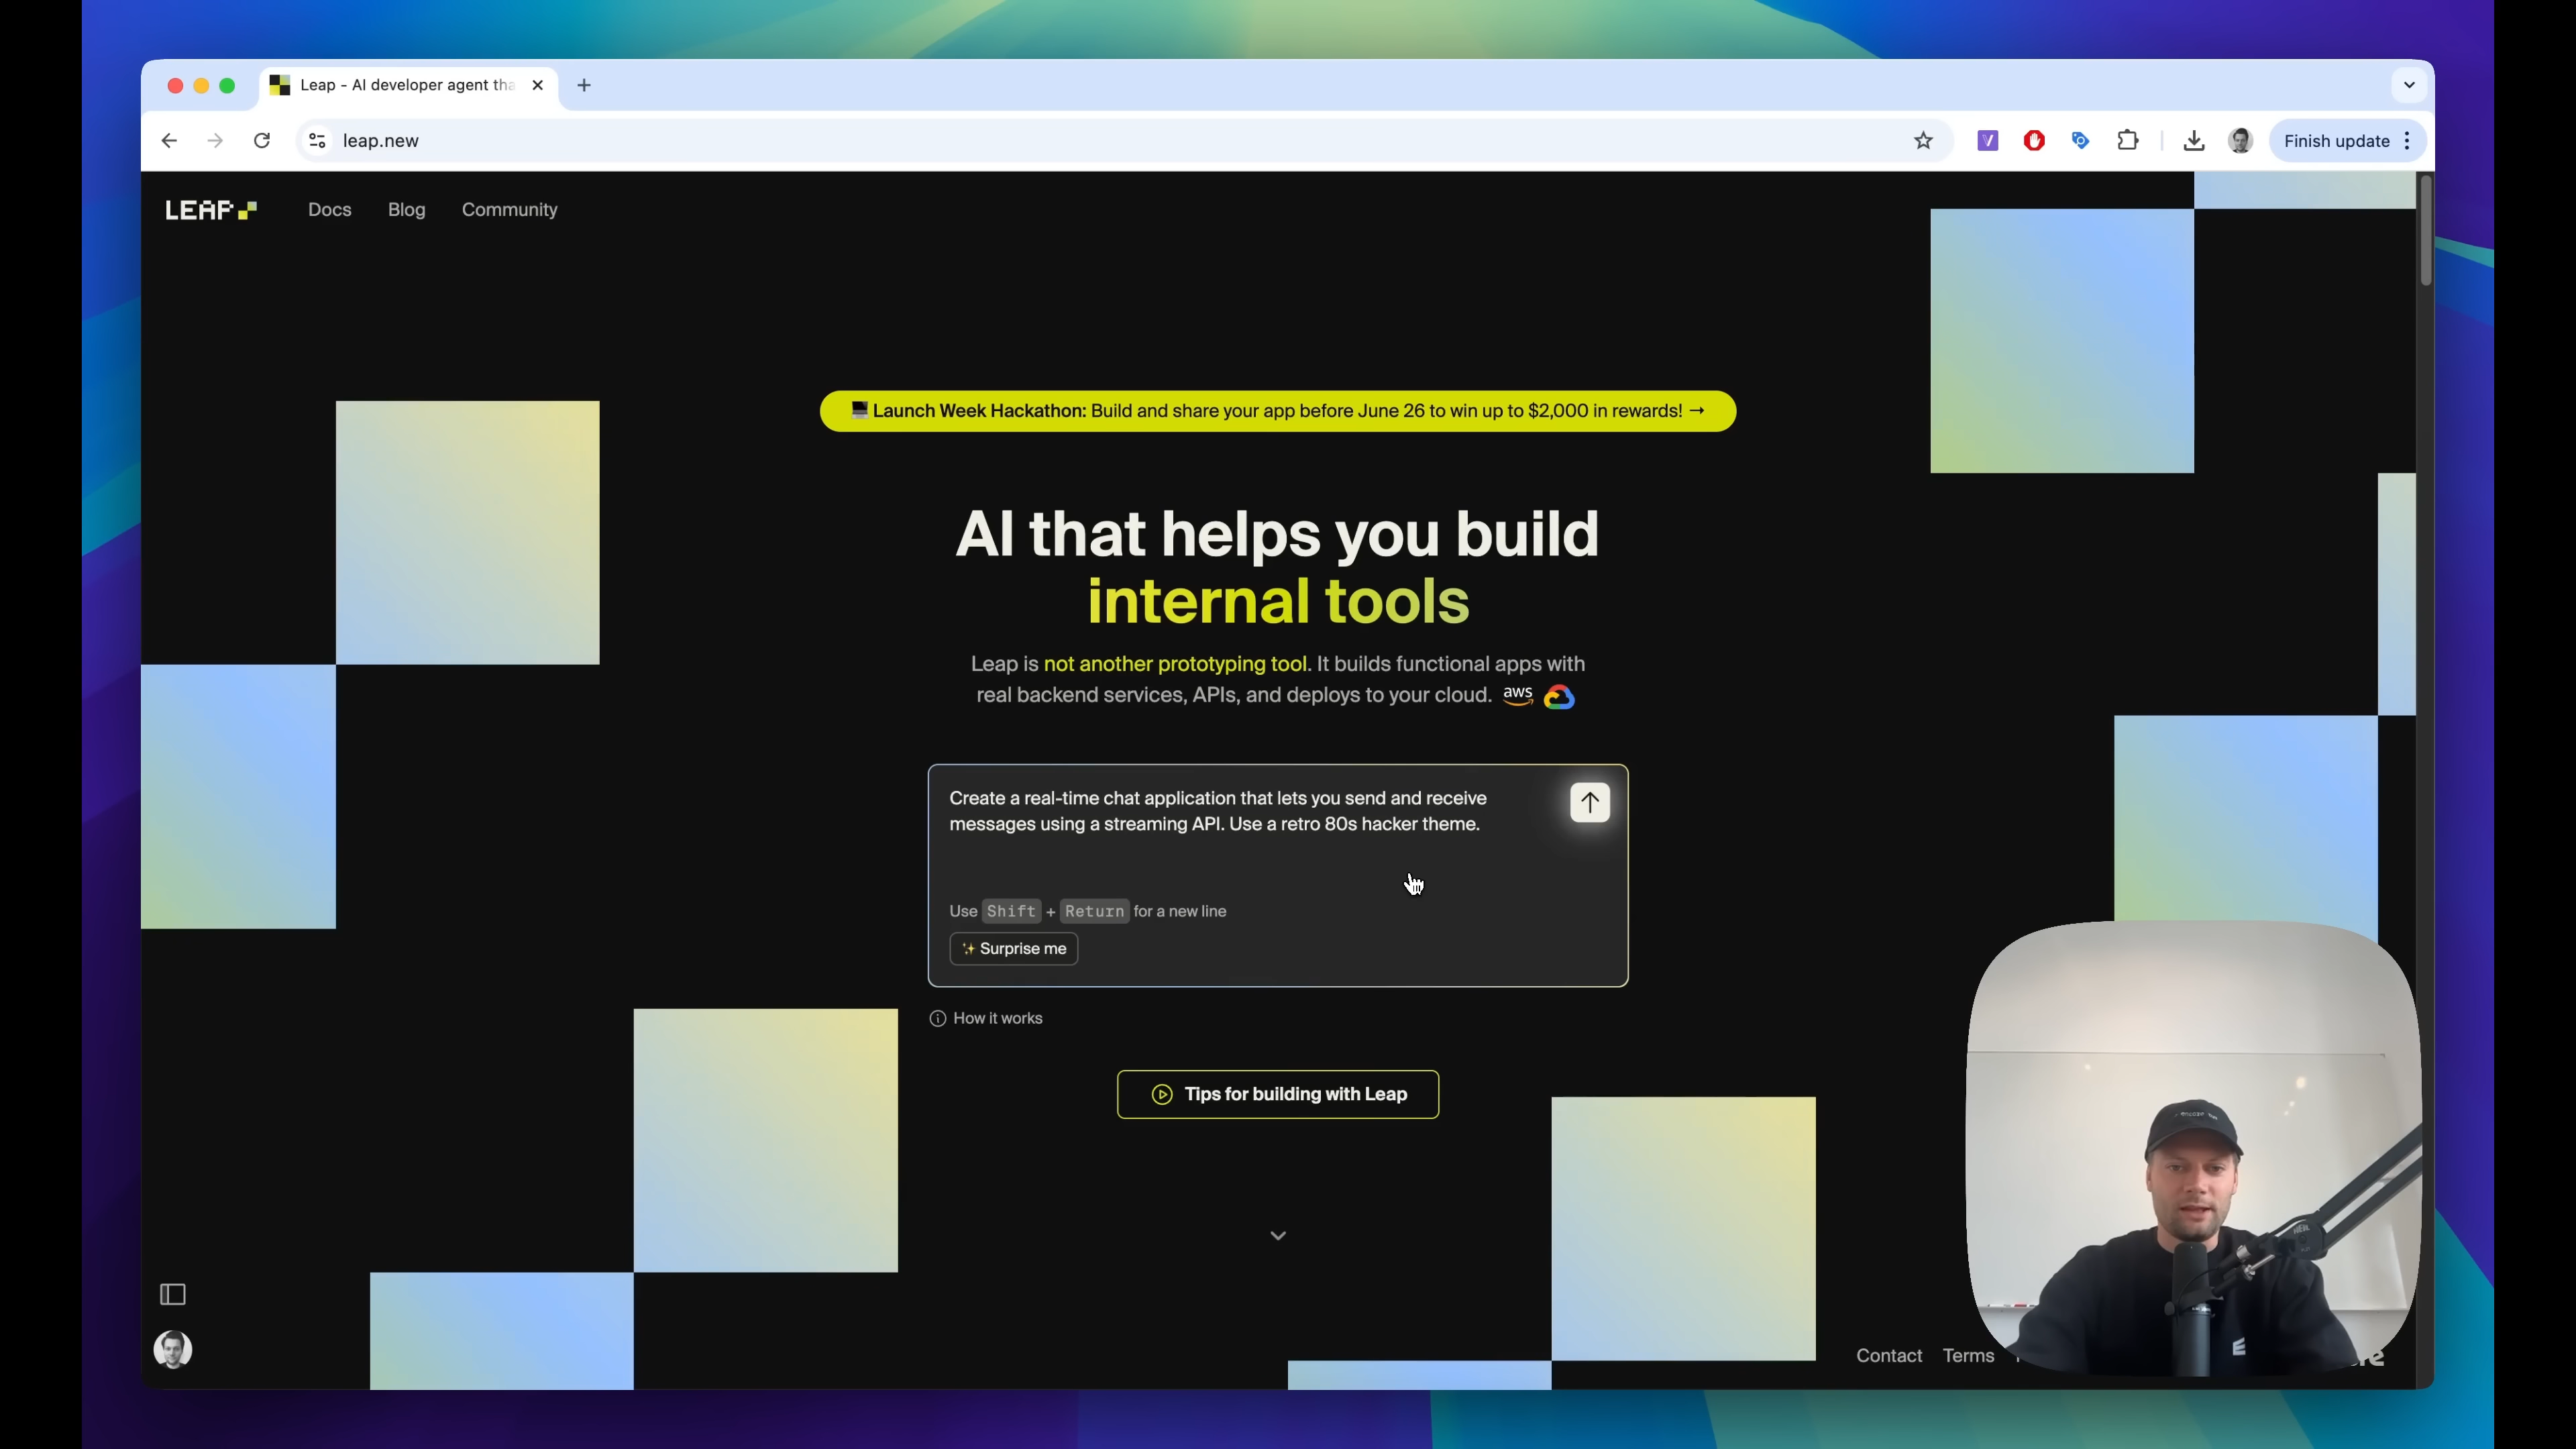 Leap - AI developer agent tha
leap.new
Finish update
LEAP
Docs
Blog
Community
Launch Week Hackathon: Build and share your app before June 26 to win up to $2,000 in rewards! →
AI that helps you build
internal tools
Leap is not another prototyping tool. It builds functional apps with
real backend services, APIs, and deploys to your cloud. aws
Create a real-time chat application that lets you send and receive
messages using a streaming API. Use a retro 80s hacker theme.
Use Shift + Return for a new line
Surprise me
How it works
Tips for building with Leap
Contact
Terms